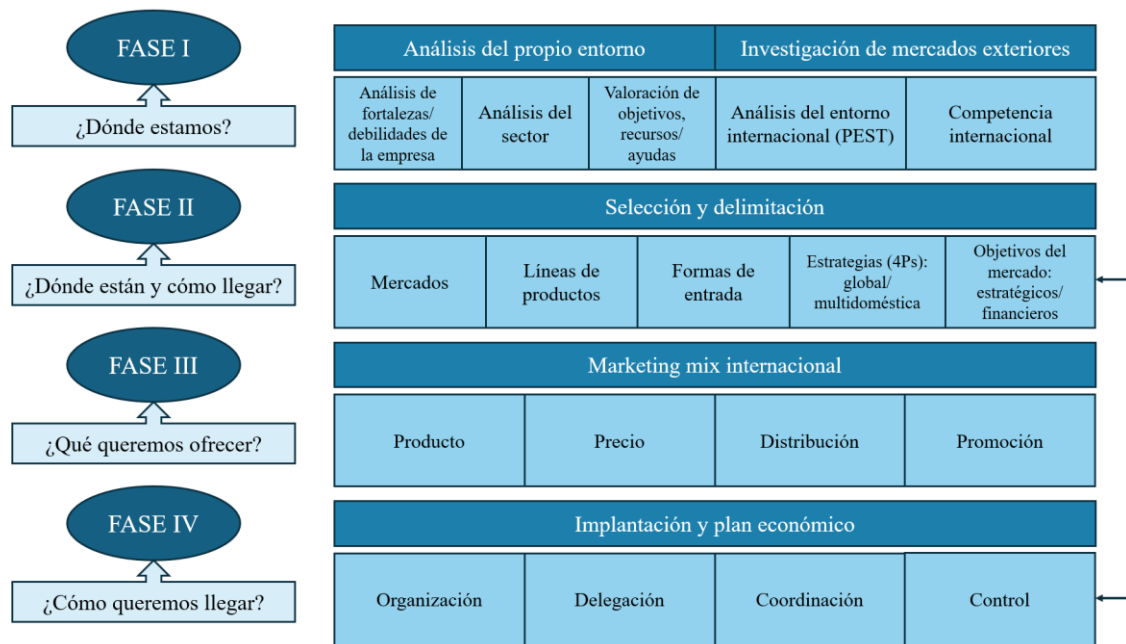 FASE I
¿Dónde estamos?
Análisis del propio entorno
Investigación de mercados exteriores
Análisis de
fortalezas/
debilidades de
la empresa
Análisis del
sector
Valoración de
objetivos,
recursos/
ayudas
Análisis del entorno
internacional (PEST)
Competencia
internacional
FASE II
¿Dónde están y cómo llegar?
Selección y delimitación
Mercados
Líneas de
productos
Formas de
entrada
Estrategias (4Ps):
global/
multidoméstica
Objetivos del
mercado:
estratégicos/
financieros
FASE III
¿Qué queremos ofrecer?
Marketing mix internacional
Producto
Precio
Distribución
Promoción
FASE IV
¿Cómo queremos llegar?
Implantación y plan económico
Organización
Delegación
Coordinación
Control